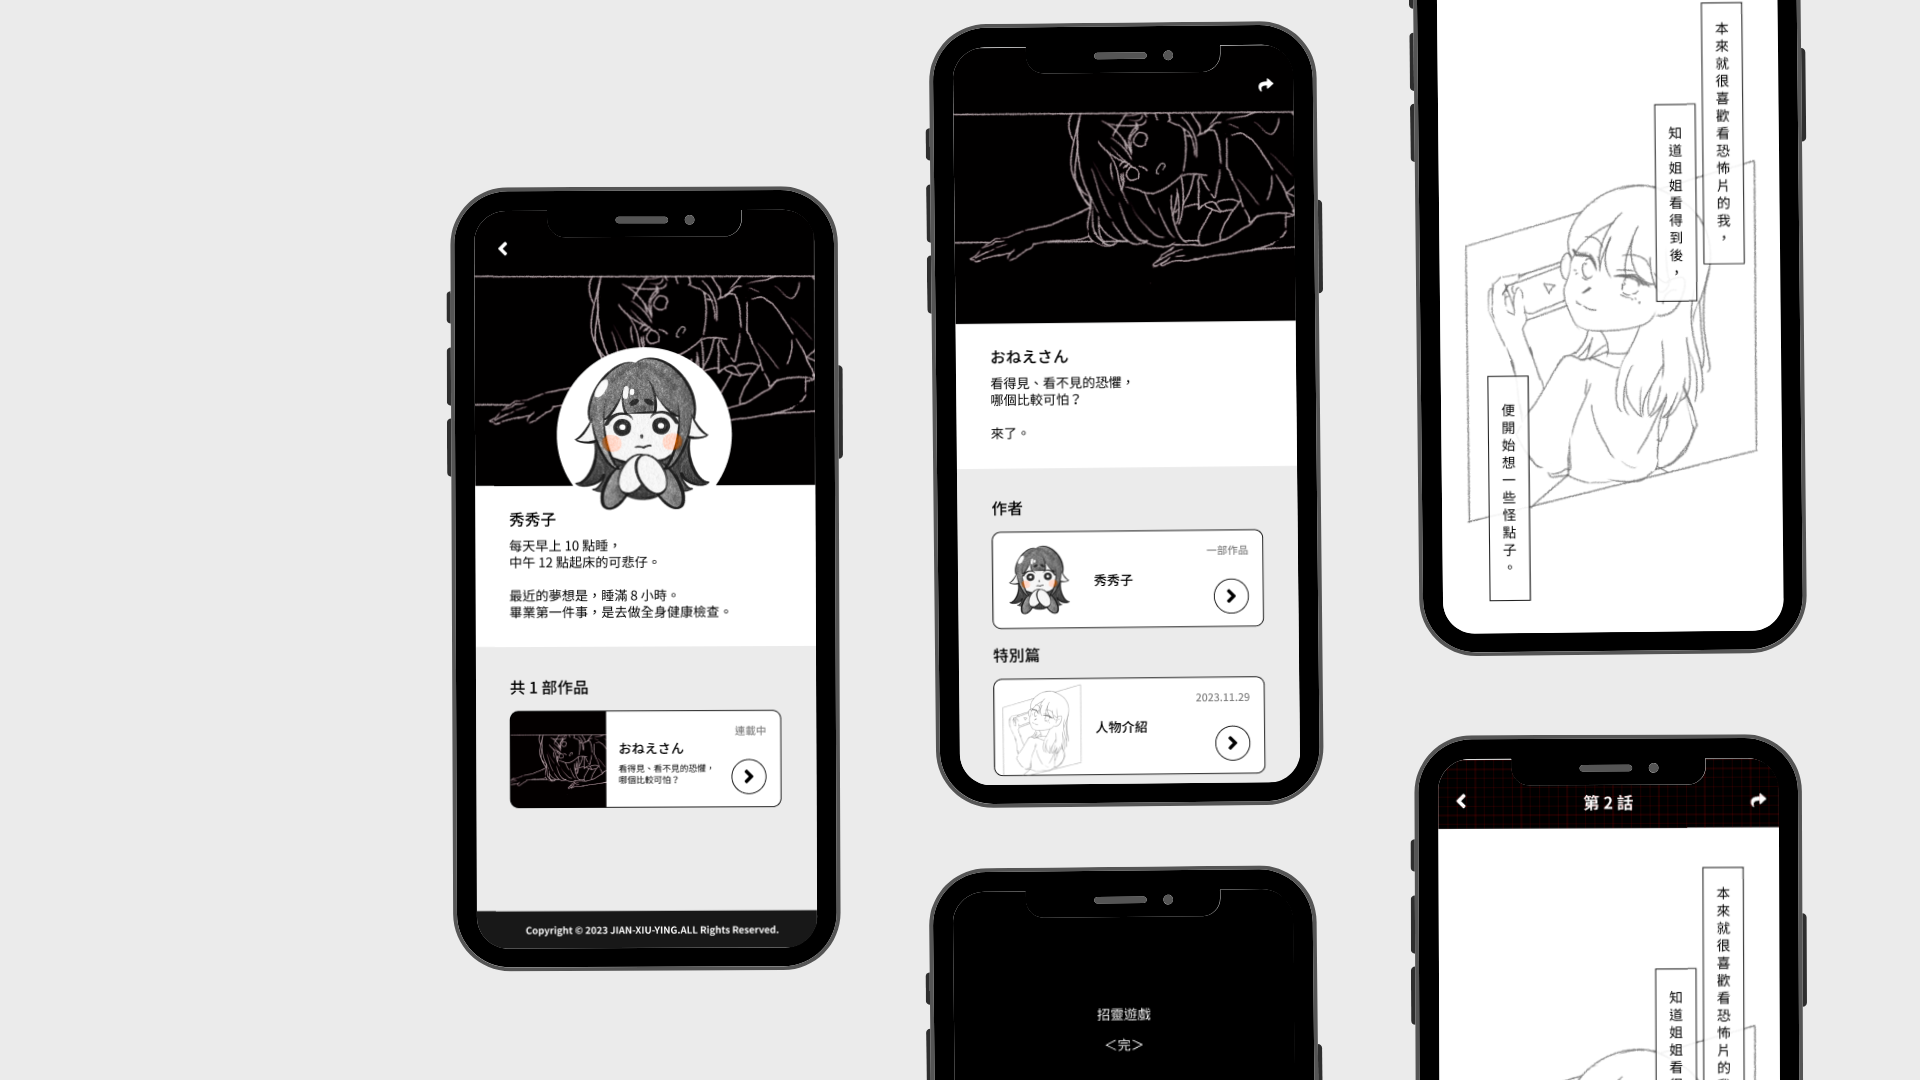 秀秀子
每天早上 10 點睡，
中午 12 點起床的可悲仔。
最近的夢想是，睡滿 8 小時。
畢業第一件事，是去做全身健康檢查。
共 1 部作品
連載中
おねえさん
看得見、看不見的恐懼，
哪個比較可怕？
Copyright © 2023 JIAN-XIU-YING.ALL Rights Reserved.
おねえさん
看得見、看不見的恐懼，
哪個比較可怕？
來了。
作者
一部作品
秀秀子
特別篇
2023.11.29
人物介紹
招靈遊戲
＜完＞
本來就很喜歡看恐怖片的我，
知道姐姐看得到後，
便開始想一些怪點子。
第 2 話
本來就很喜歡看恐怖片的
知道姐姐看